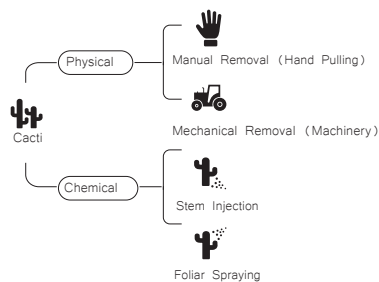 Physical
Manual Removal (Hand Pulling)
Cacti
Mechanical Removal (Machinery)
Chemical
Stem Injection
Foliar Spraying